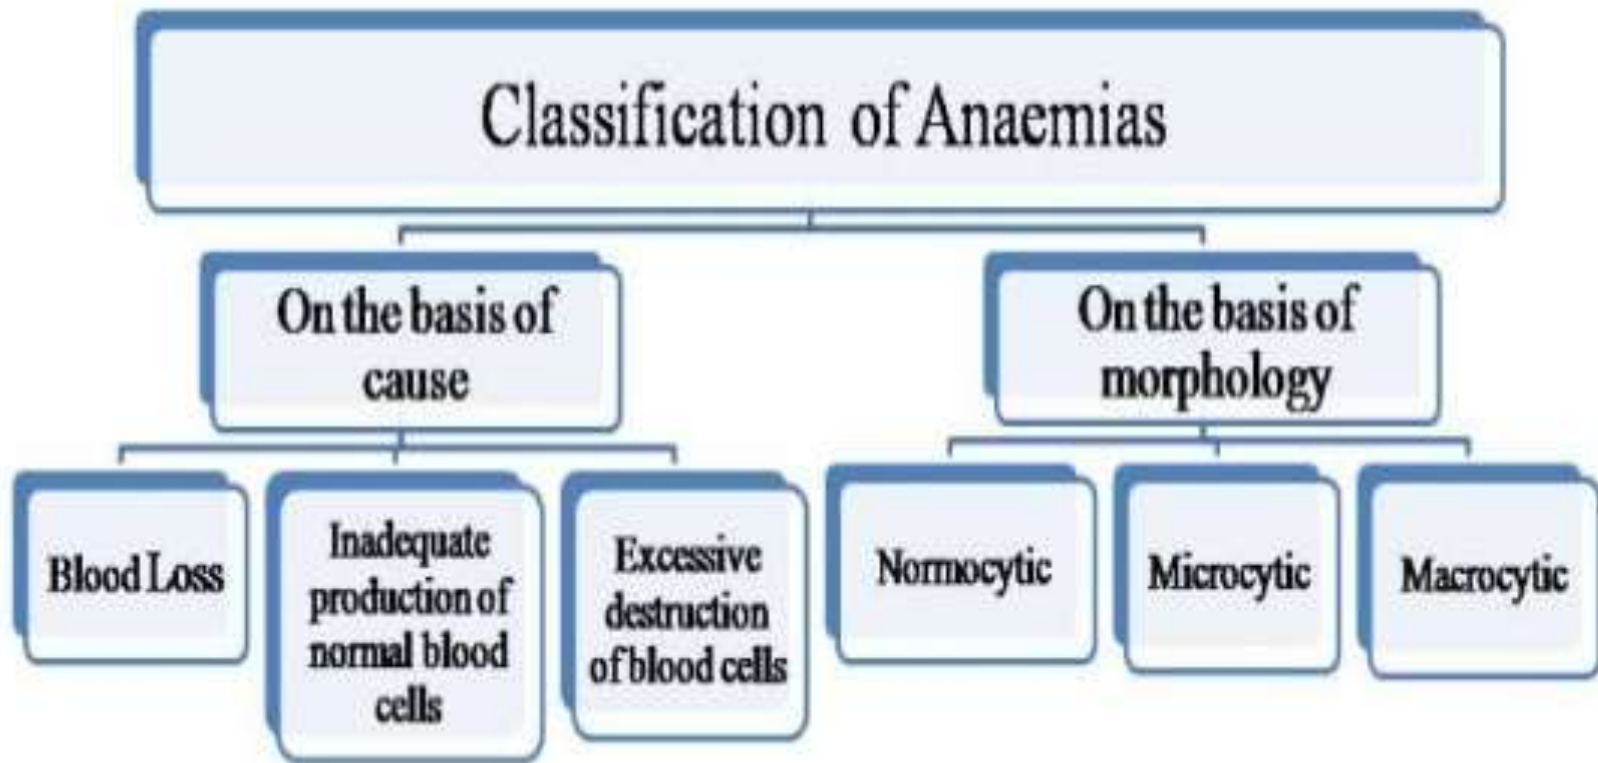 Classification of Anaemias
On the basis of
cause
On the basis of
morphology
Blood Loss
Inadequate
production of
normal blood
cells
Excessive
destruction
of blood cells
Normocytic
Microcytic
Macrocytic